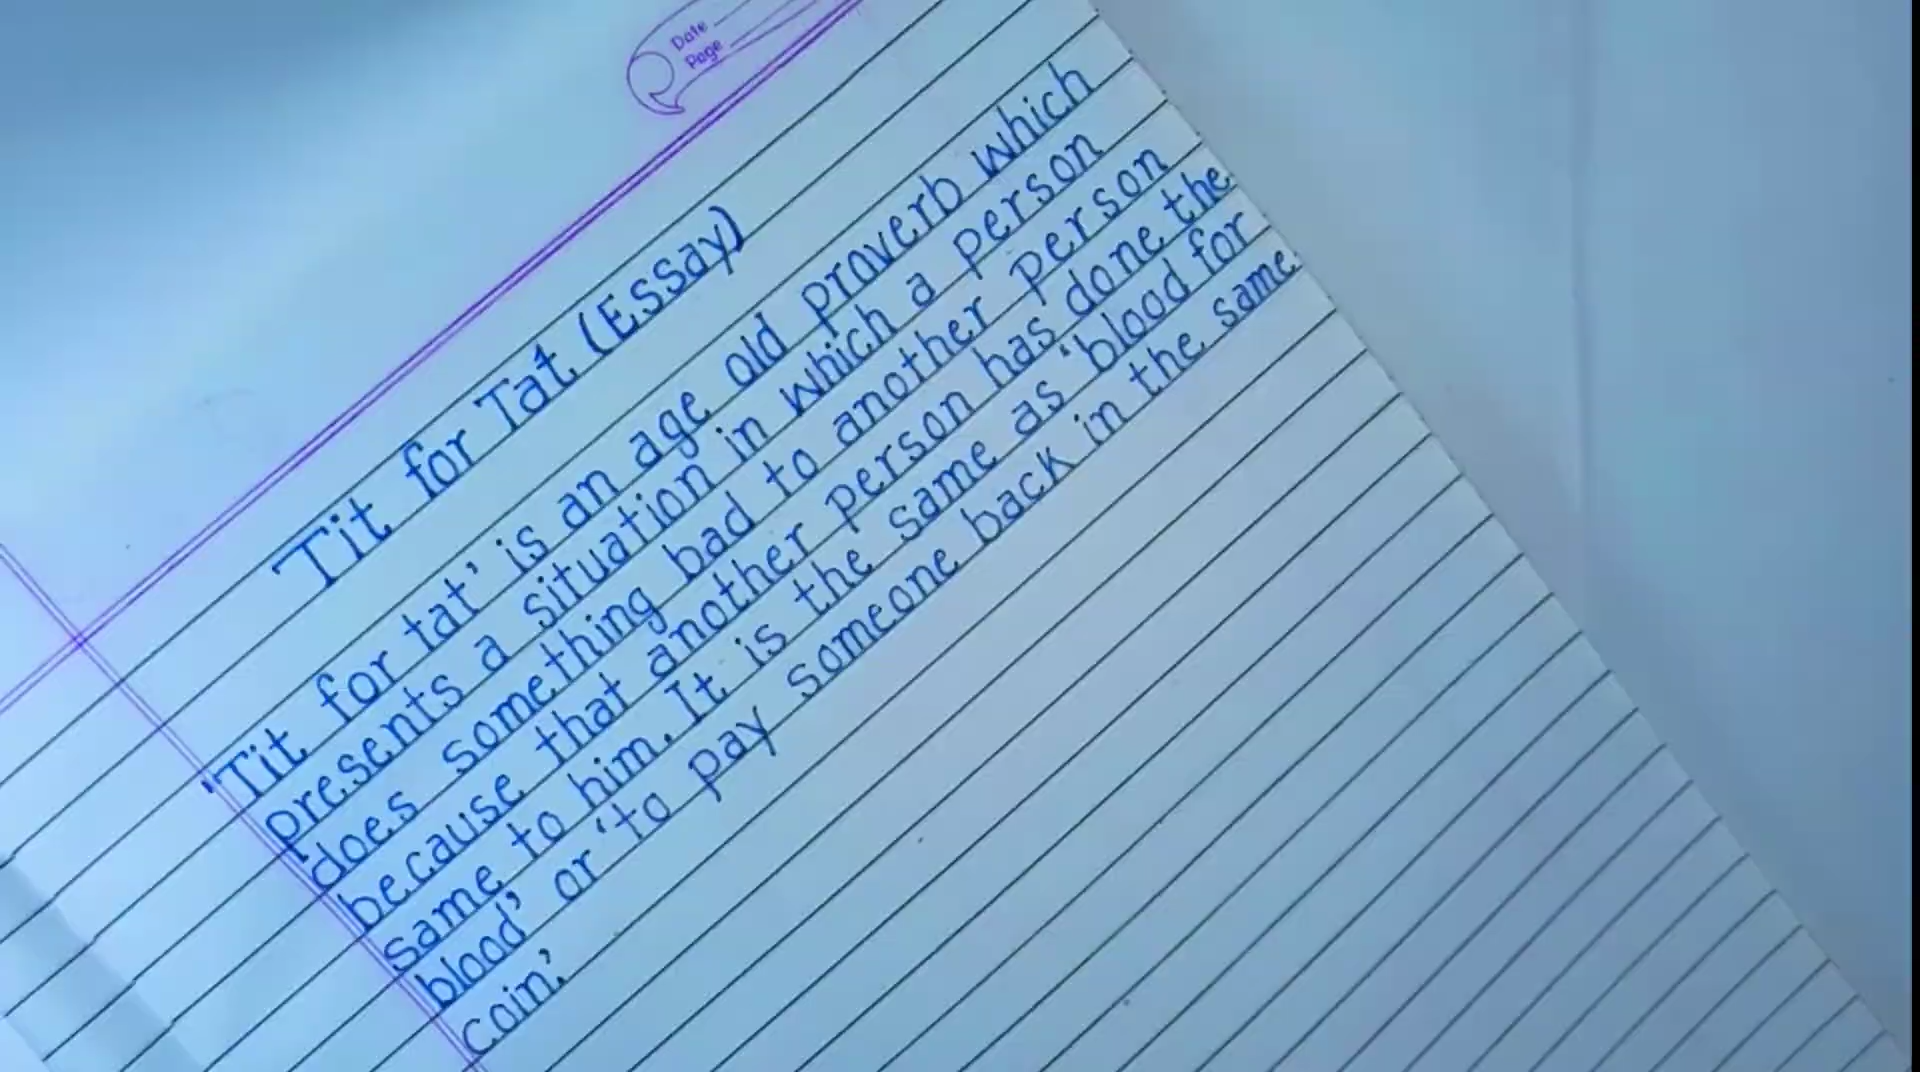 Date
Page
Tit for Tat (Essay)
'Tit for tat' is an age old proverb which
presents a situation in which a person
does something bad to another person
because that another person has done the
same to him. It is the same as 'blood for
blood' or 'to pay someone back in the same
coin'.